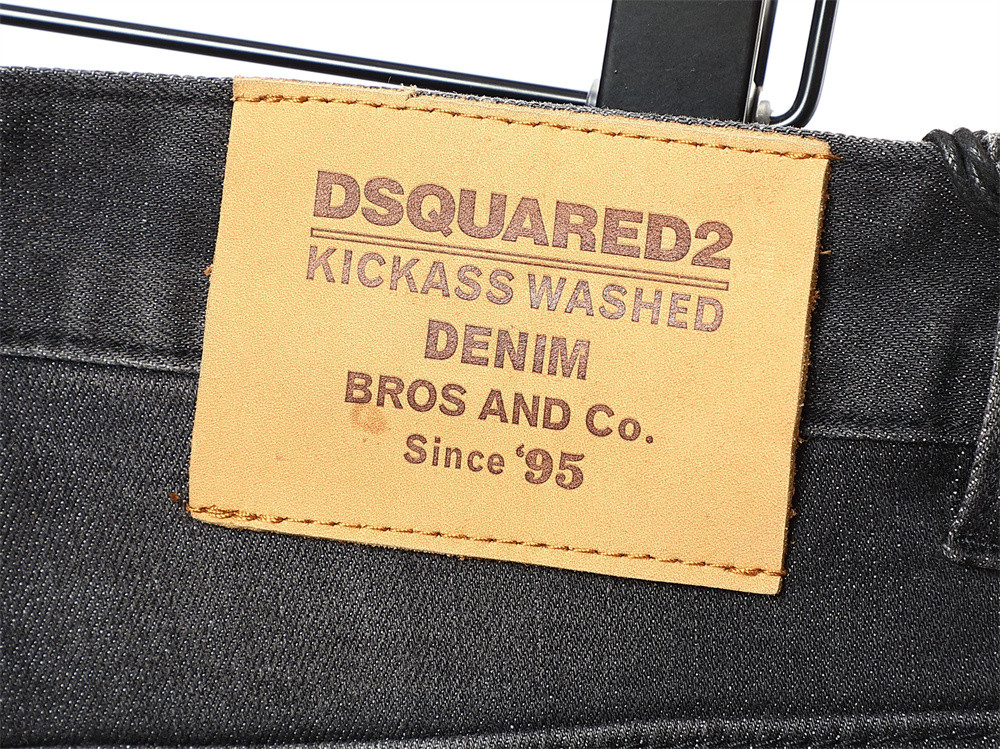 DSQUARED2
KICKASS WASHED
DENIM
BROS AND Co.
Since '95